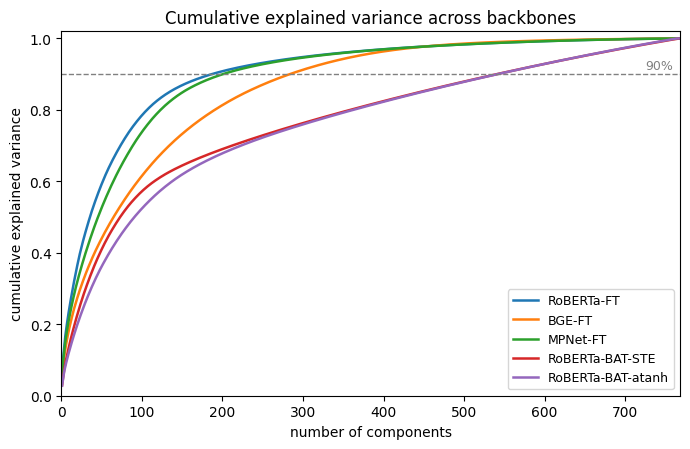 Cumulative explained variance across backbones
cumulative explained variance
1.0
0.8
0.6
0.4
0.2
0.0
90%
RoBERTa-FT
BGE-FT
MPNet-FT
RoBERTa-BAT-STE
RoBERTa-BAT-atanh
0 100 200 300 400 500 600 700
number of components